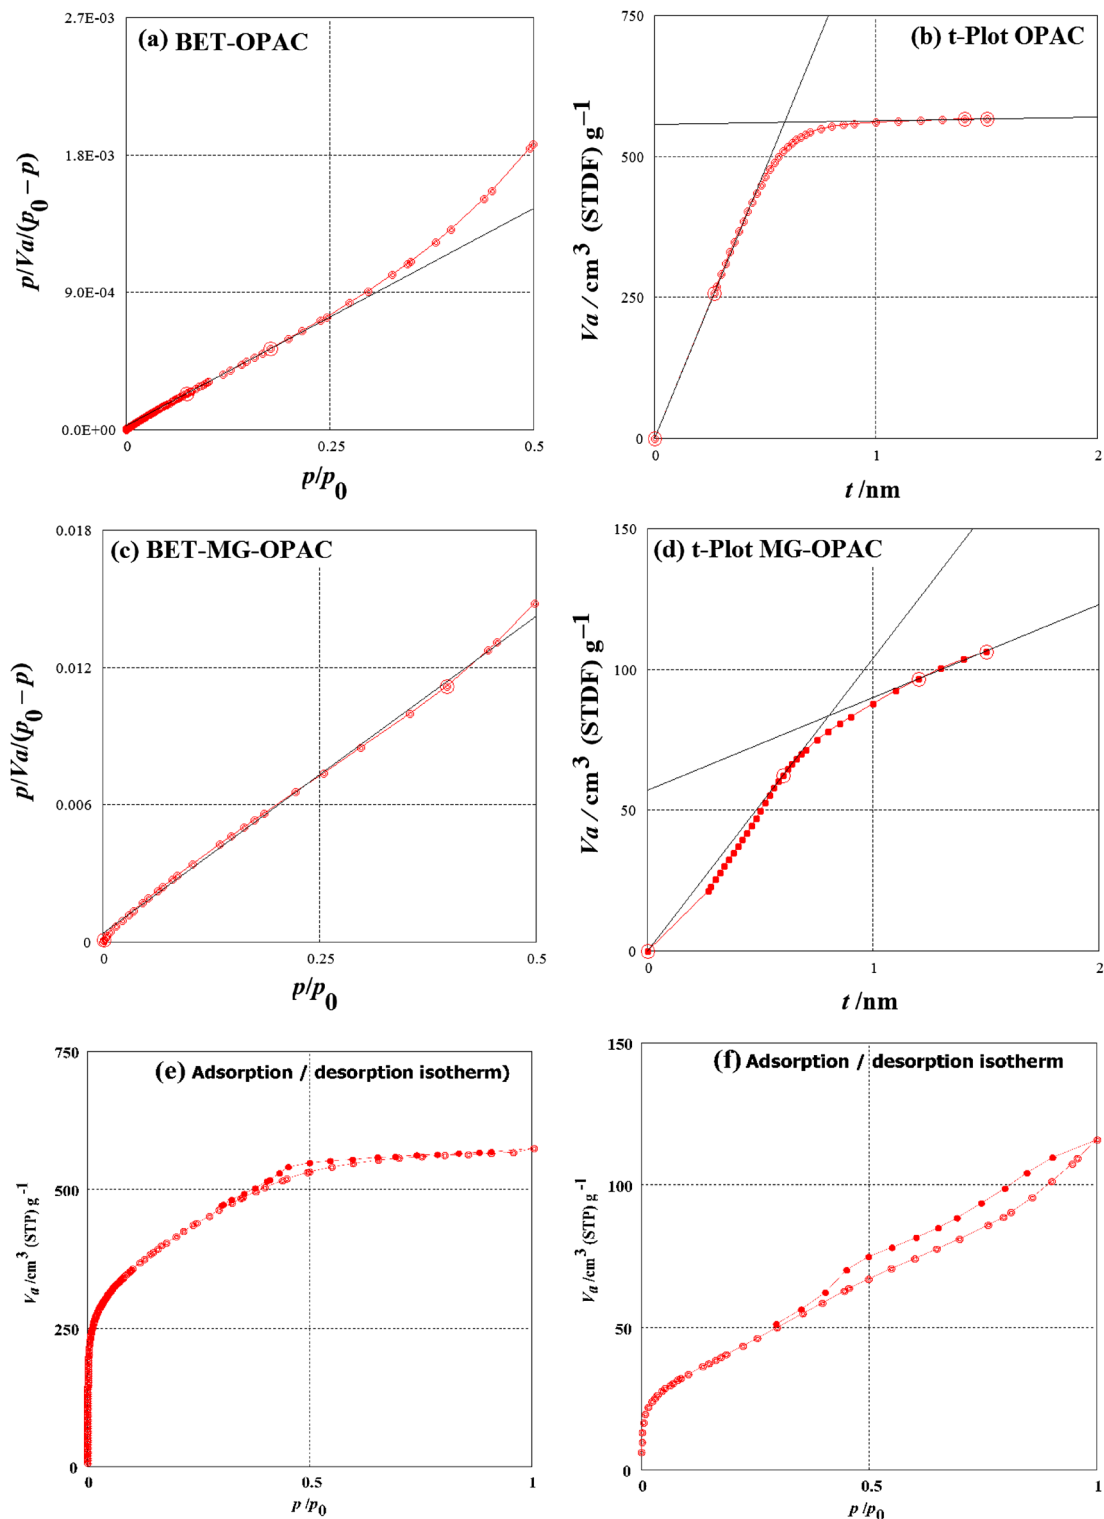 2.7E-03
(a) BET-OPAC
1.8E-03
9.0E-04
0.0E+00
0.25
0.5
p/Va/(p0 – p)
p/p0
750
(b) t-Plot OPAC
500
250
0
0
1
2
Va / cm3 (STDF) g–1
t /nm
0.018
(c) BET-MG-OPAC
0.012
0.006
0
0
0.25
0.5
p/Va/(p0 – p)
p/p0
150
(d) t-Plot MG-OPAC
100
50
0
0
1
2
Va / cm3 (STDF) g–1
t /nm
750
(e) Adsorption / desorption isotherm)
500
250
0
0
0.5
1
Va /cm3 (STP) g -1
p /p0
150
(f) Adsorption / desorption isotherm
100
50
0
0
0.5
1
Va /cm3 (STP) g -1
p /p0